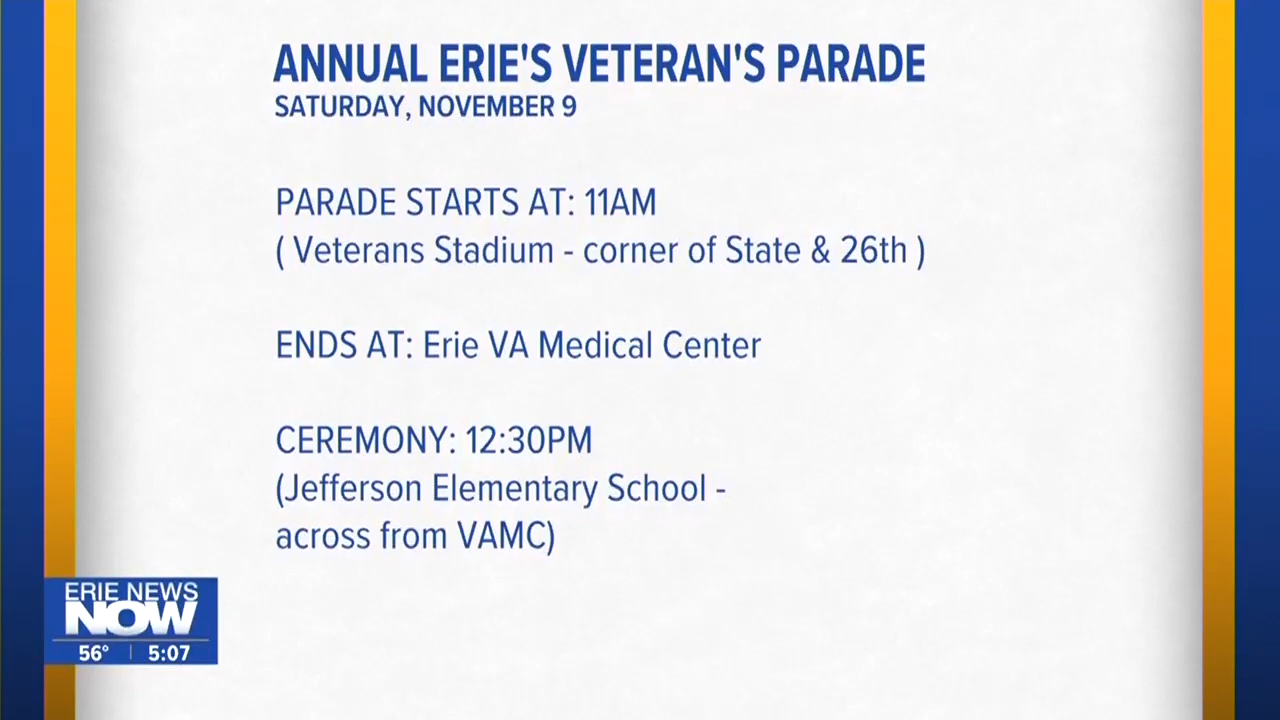 ANNUAL ERIE'S VETERAN'S PARADE
SATURDAY, NOVEMBER 9
PARADE STARTS AT: 11AM
( Veterans Stadium - corner of State & 26th )
ENDS AT: Erie VA Medical Center
CEREMONY: 12:30PM
(Jefferson Elementary School -
across from VAMC)
ERIE NEWS
NOW
56° | 5:07